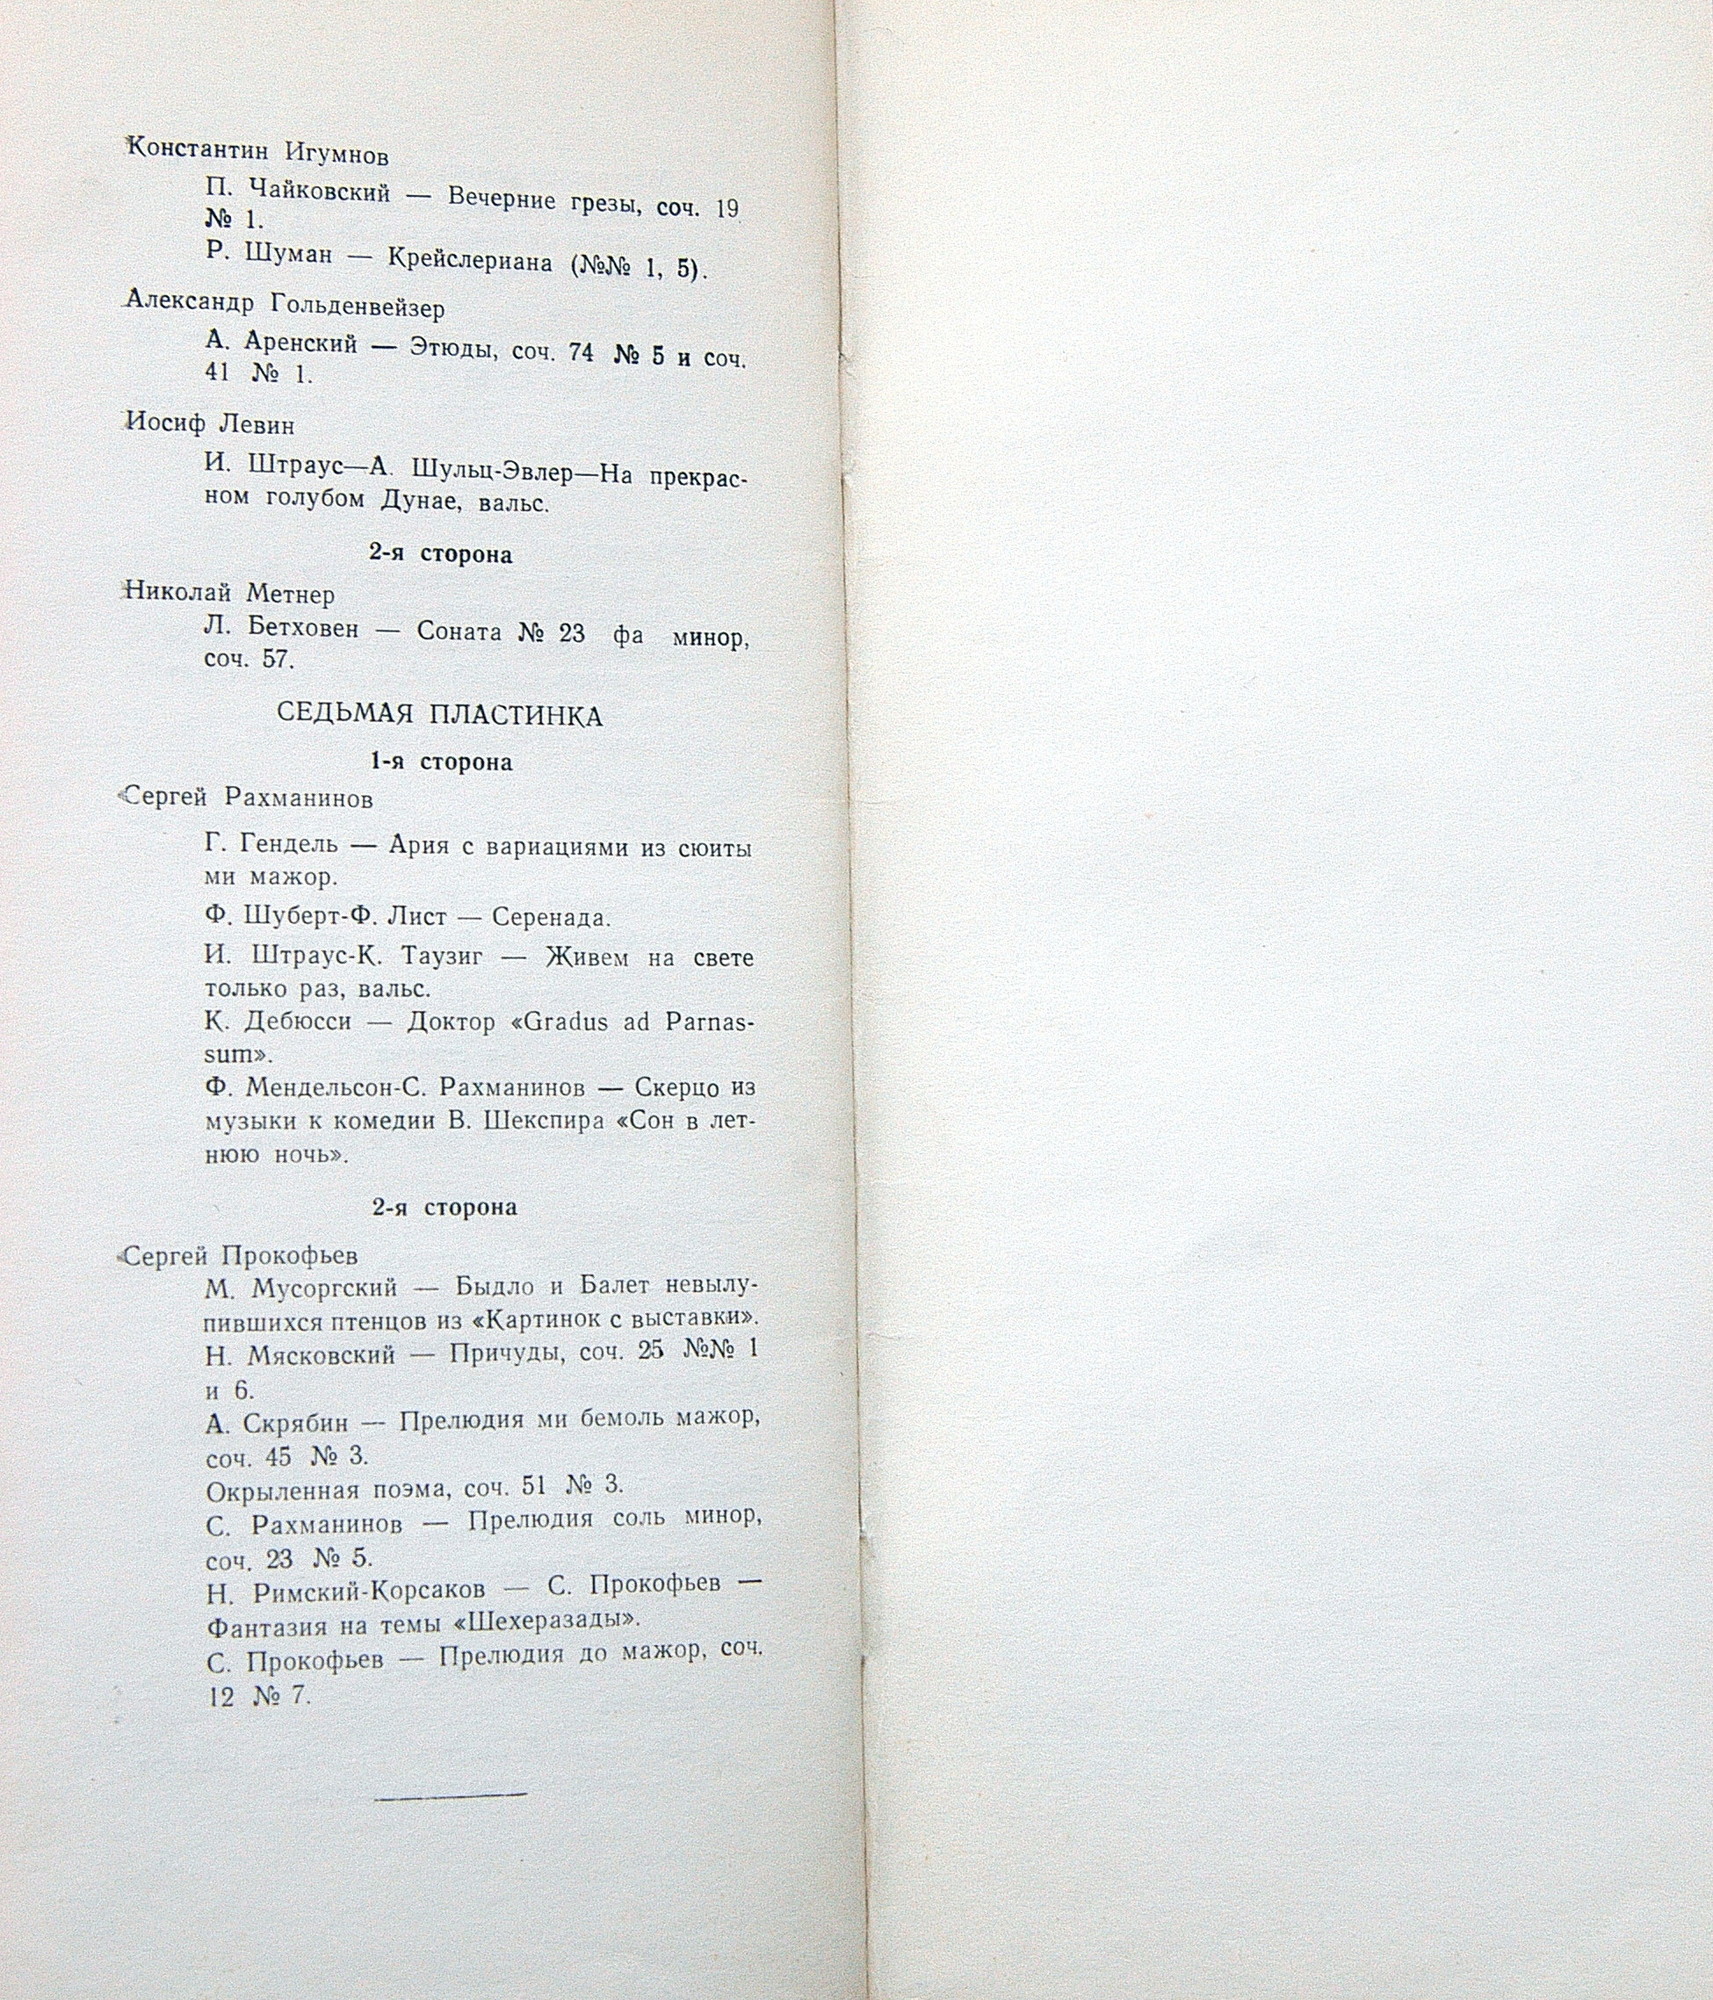 Константин Игумнов
П. Чайковский — Вечерние грезы, соч. 19
№ 1.
Р. Шуман — Крейслериана (№№ 1, 5).
Александр Гольденвейзер
А. Аренский — Этюды, соч. 74 № 5 и соч.
41 № 1.
Иосиф Левин
И. Штраус—А. Шульц-Эвлер—На прекрас-
ном голубом Дунае, вальс.
2-я сторона
Николай Метнер
Л. Бетховен — Соната № 23 фа минор,
соч. 57.
СЕДЬМАЯ ПЛАСТИНКА
1-я сторона
Сергей Рахманинов
Г. Гендель — Ария с вариациями из сюиты
ми мажор.
Ф. Шуберт-Ф. Лист — Серенада.
И. Штраус-К. Таузиг — Живем на свете
только раз, вальс.
К. Дебюсси — Доктор «Gradus ad Parnas-
sum».
Ф. Мендельсон-С. Рахманинов — Скерцо из
музыки к комедии В. Шекспира «Сон в лет-
нюю ночь».
2-я сторона
Сергей Прокофьев
М. Мусоргский — Быдло и Балет невылу-
пившихся птенцов из «Картинок с выставки».
Н. Мясковский — Причуды, соч. 25 №№ 1
и 6.
А. Скрябин — Прелюдия ми бемоль мажор,
соч. 45 № 3.
Окрыленная поэма, соч. 51 № 3.
С. Рахманинов — Прелюдия соль минор,
соч. 23 № 5.
Н. Римский-Корсаков — С. Прокофьев —
Фантазия на темы «Шехеразады».
С. Прокофьев — Прелюдия до мажор, соч.
12 № 7.